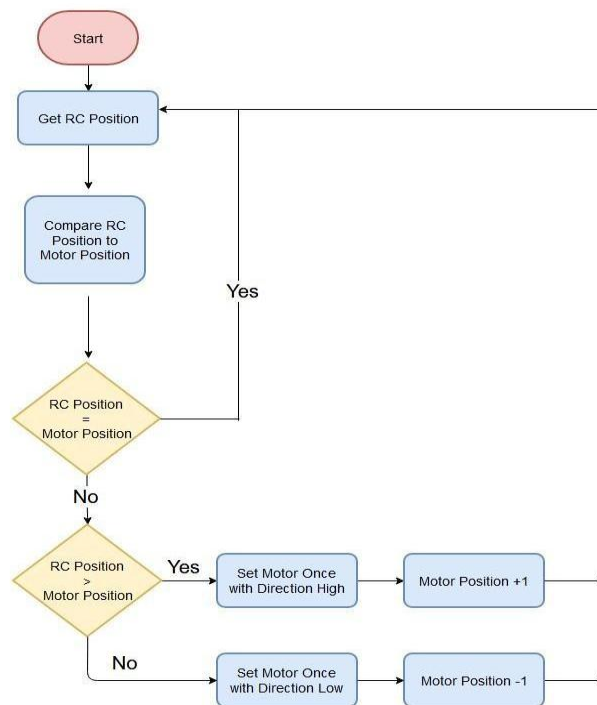 Start
Get RC Position
Compare RC
Position to
Motor Position
Yes
RC Position
=
Motor Position
No
RC Position
>
Motor Position
Yes
Set Motor Once
with Direction High
Motor Position +1
No
Set Motor Once
with Direction Low
Motor Position -1